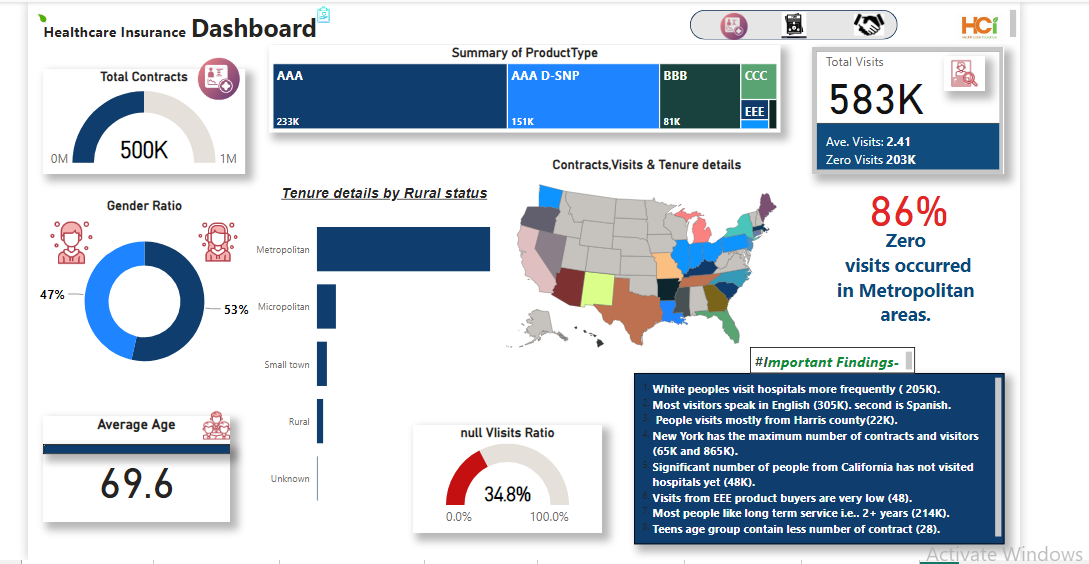 Healthcare Insurance Dashboard
HCi
Total Contracts
500K
0M
1M
Summary of ProductType
AAA
233K
AAA D-SNP
151K
BBB
81K
CCC
EEE
Total Visits
583K
Ave. Visits: 2.41
Zero Visits 203K
Gender Ratio
47%
53%
Tenure details by Rural status
Metropolitan
Micropolitan
Small town
Rural
Unknown
Contracts,Visits & Tenure details
86%
Zero
visits occurred
in Metropolitan
areas.
Average Age
69.6
null VIisits Ratio
34.8%
0.0%
100.0%
#Important Findings-
White peoples visit hospitals more frequently ( 205K).
Most visitors speak in English (305K). second is Spanish.
People visits mostly from Harris county(22K).
New York has the maximum number of contracts and visitors
(65K and 865K).
Significant number of people from California has not visited
hospitals yet (48K).
Visits from EEE product buyers are very low (48).
Most people like long term service i.e.. 2+ years (214K).
Teens age group contain less number of contract (28).
Activate Windows